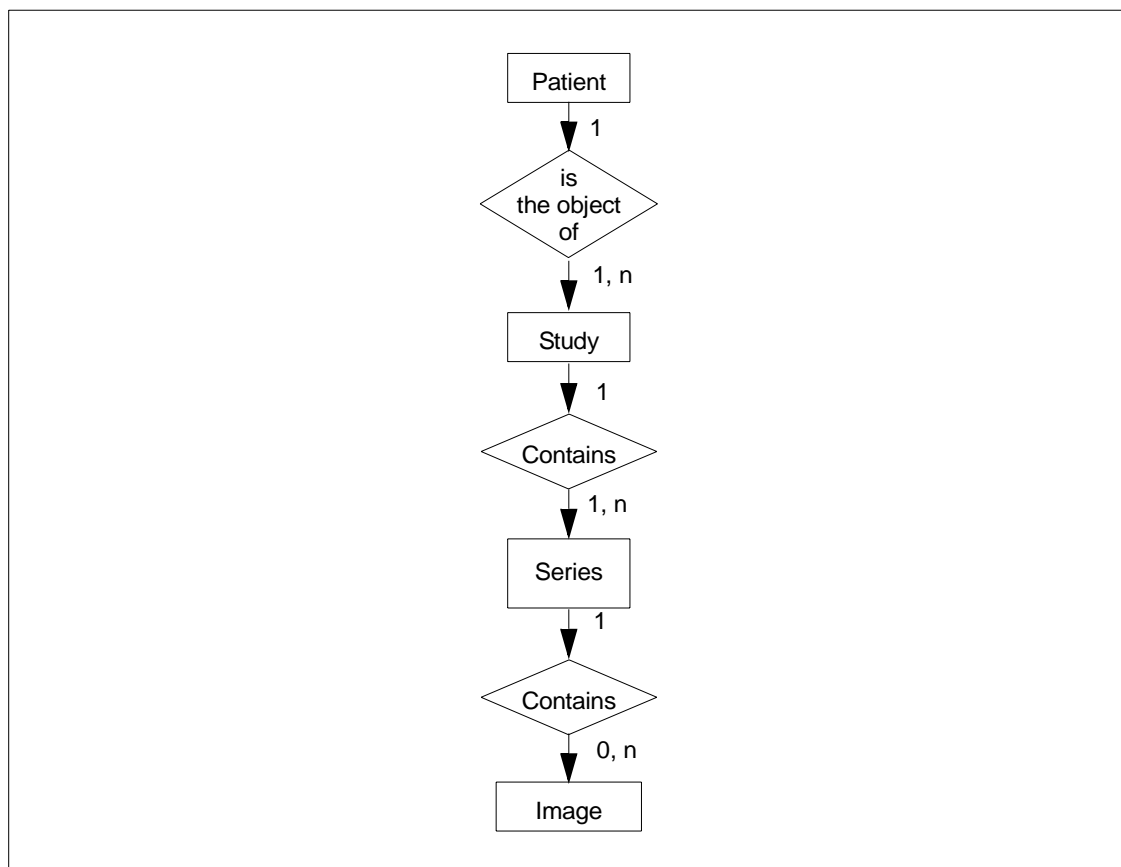 Patient
1
is
the object
of
1, n
Study
1
Contains
1, n
Series
1
Contains
0, n
Image